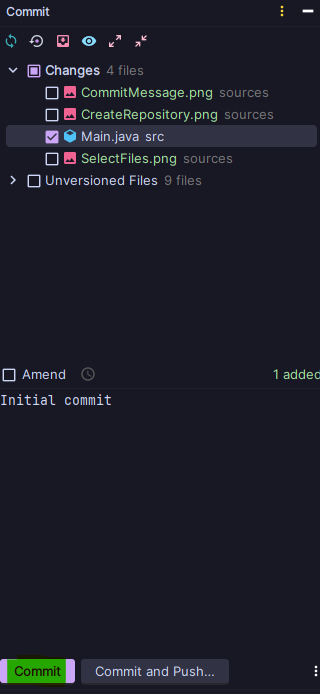 Commit
Changes 4 files
CommitMessage.png sources
CreateRepository.png sources
Main.java src
SelectFiles.png sources
Unversioned Files 9 files
Amend 1 added
Initial commit
Commit Commit and Push...